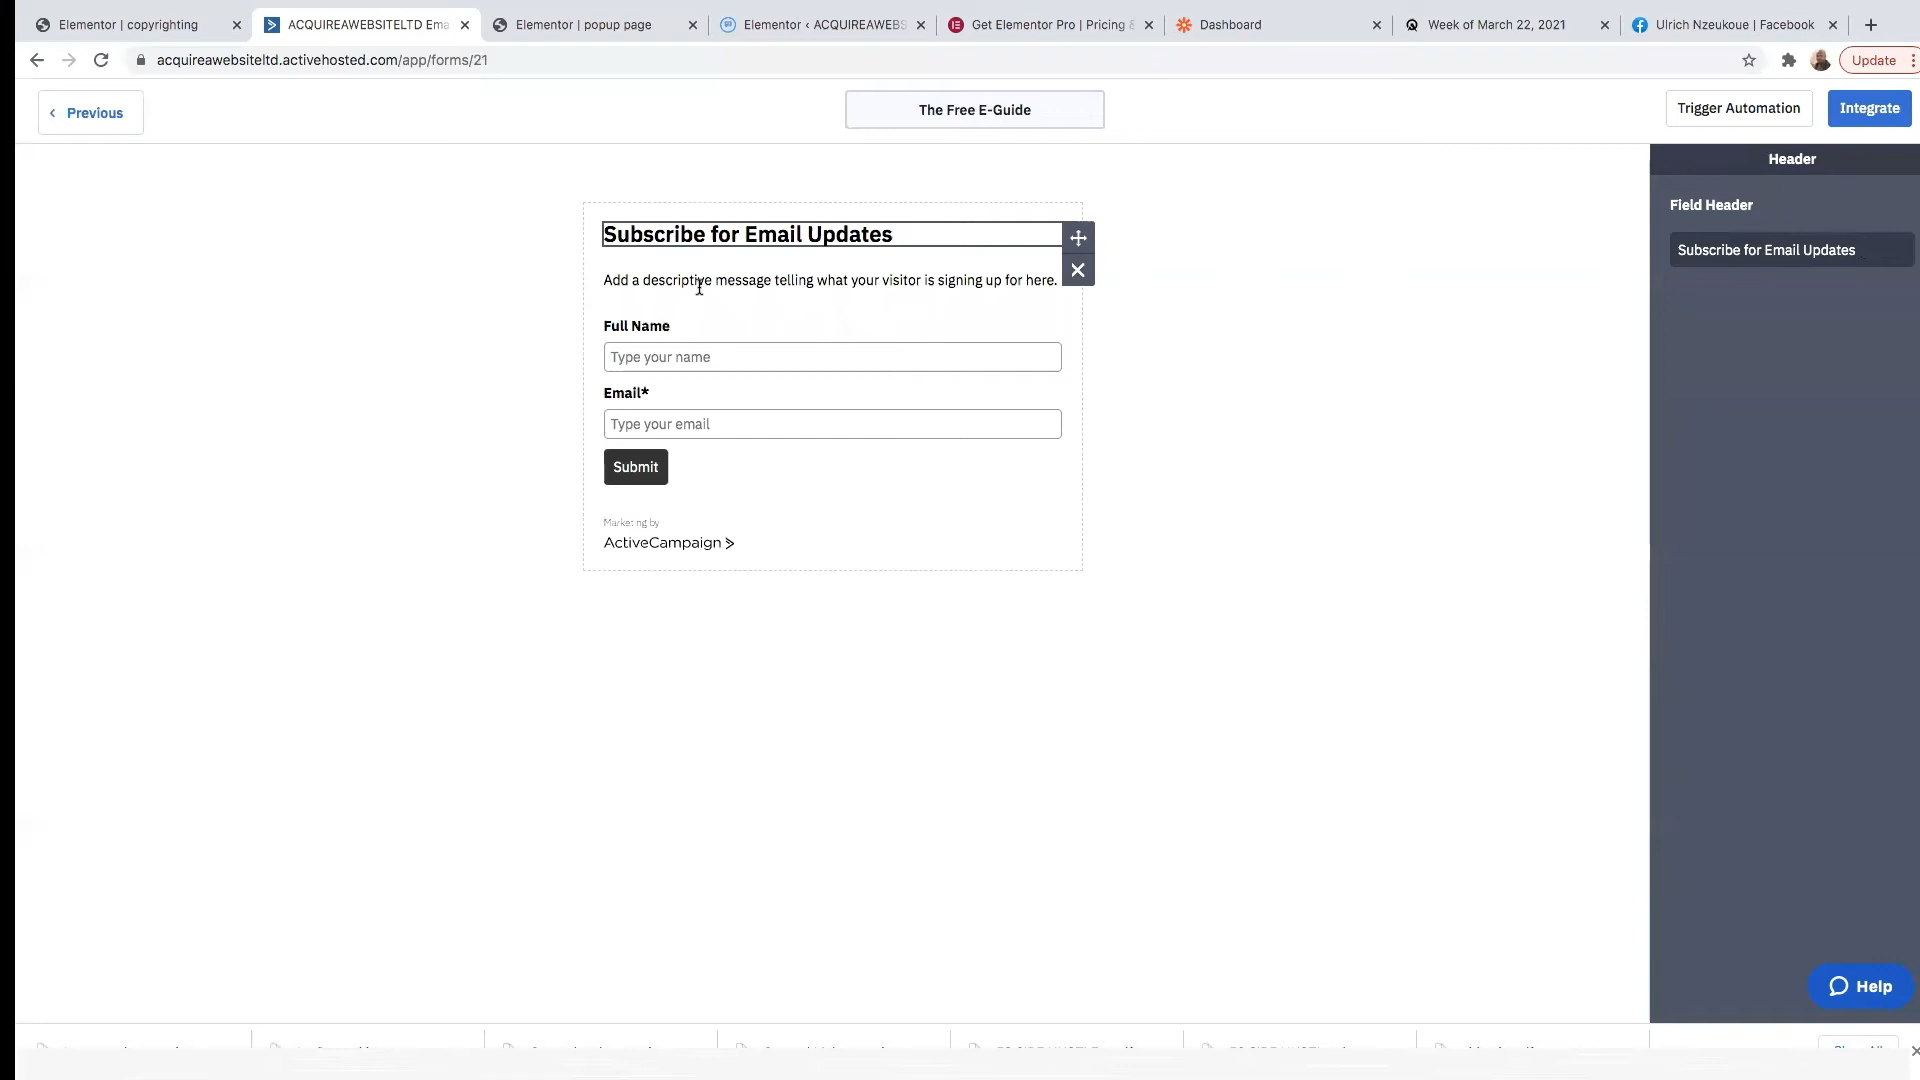 Elementor | copyrighting
ACQUIREAWEBSITELTD Ema
Elementor | popup page
Elementor ‹ ACQUIREAWEBS
Get Elementor Pro | Pricing &
Dashboard
Week of March 22, 2021
Ulrich Nzeukoue | Facebook
acquireawebsiteltd.activehosted.com/app/forms/21
Update
Previous
The Free E-Guide
Trigger Automation
Integrate
Header
Field Header
Subscribe for Email Updates
Subscribe for Email Updates
Add a descriptive message telling what your visitor is signing up for here.
Full Name
Type your name
Email*
Type your email
Submit
Marketing by
ActiveCampaign >
Help